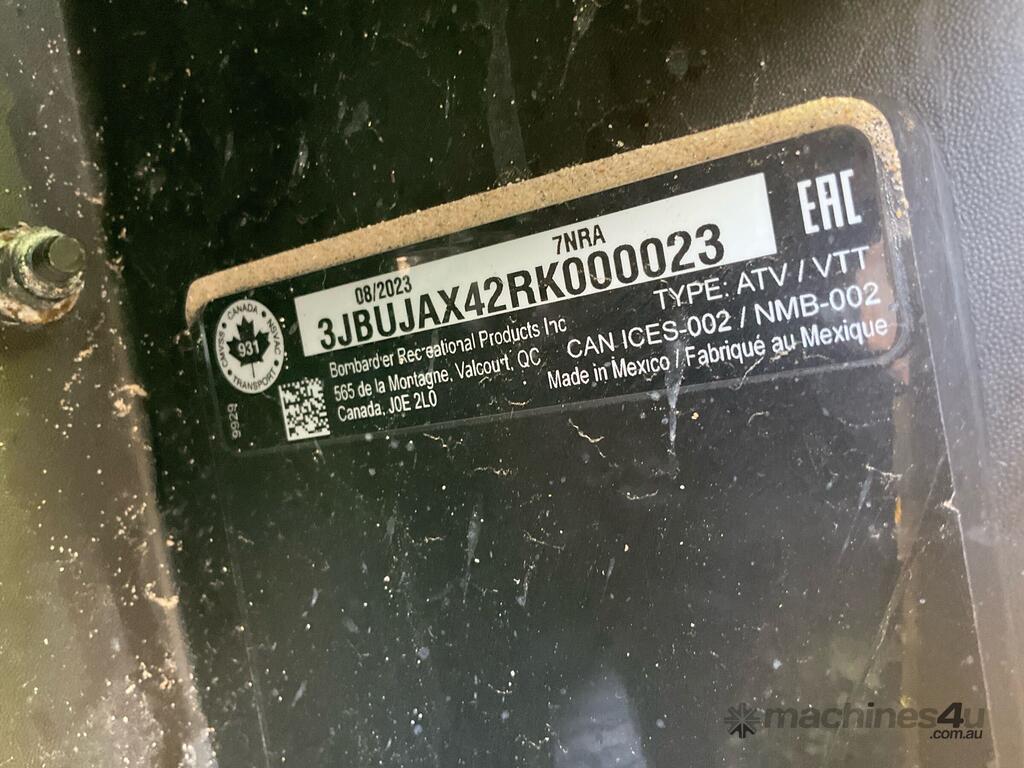 EAC
08/2023 7NRA
3JBUJAX42RK000023
CANADA NSVAC
931
TRANSPORT
Bombardier Recreational Products Inc
565 de la Montagne, Valcourt, QC
Canada, J0E 2L0
TYPE: ATV / VTT
CAN ICES-002 / NMB-002
Made in Mexico / Fabriqué au Mexique
machines4u
.com.au